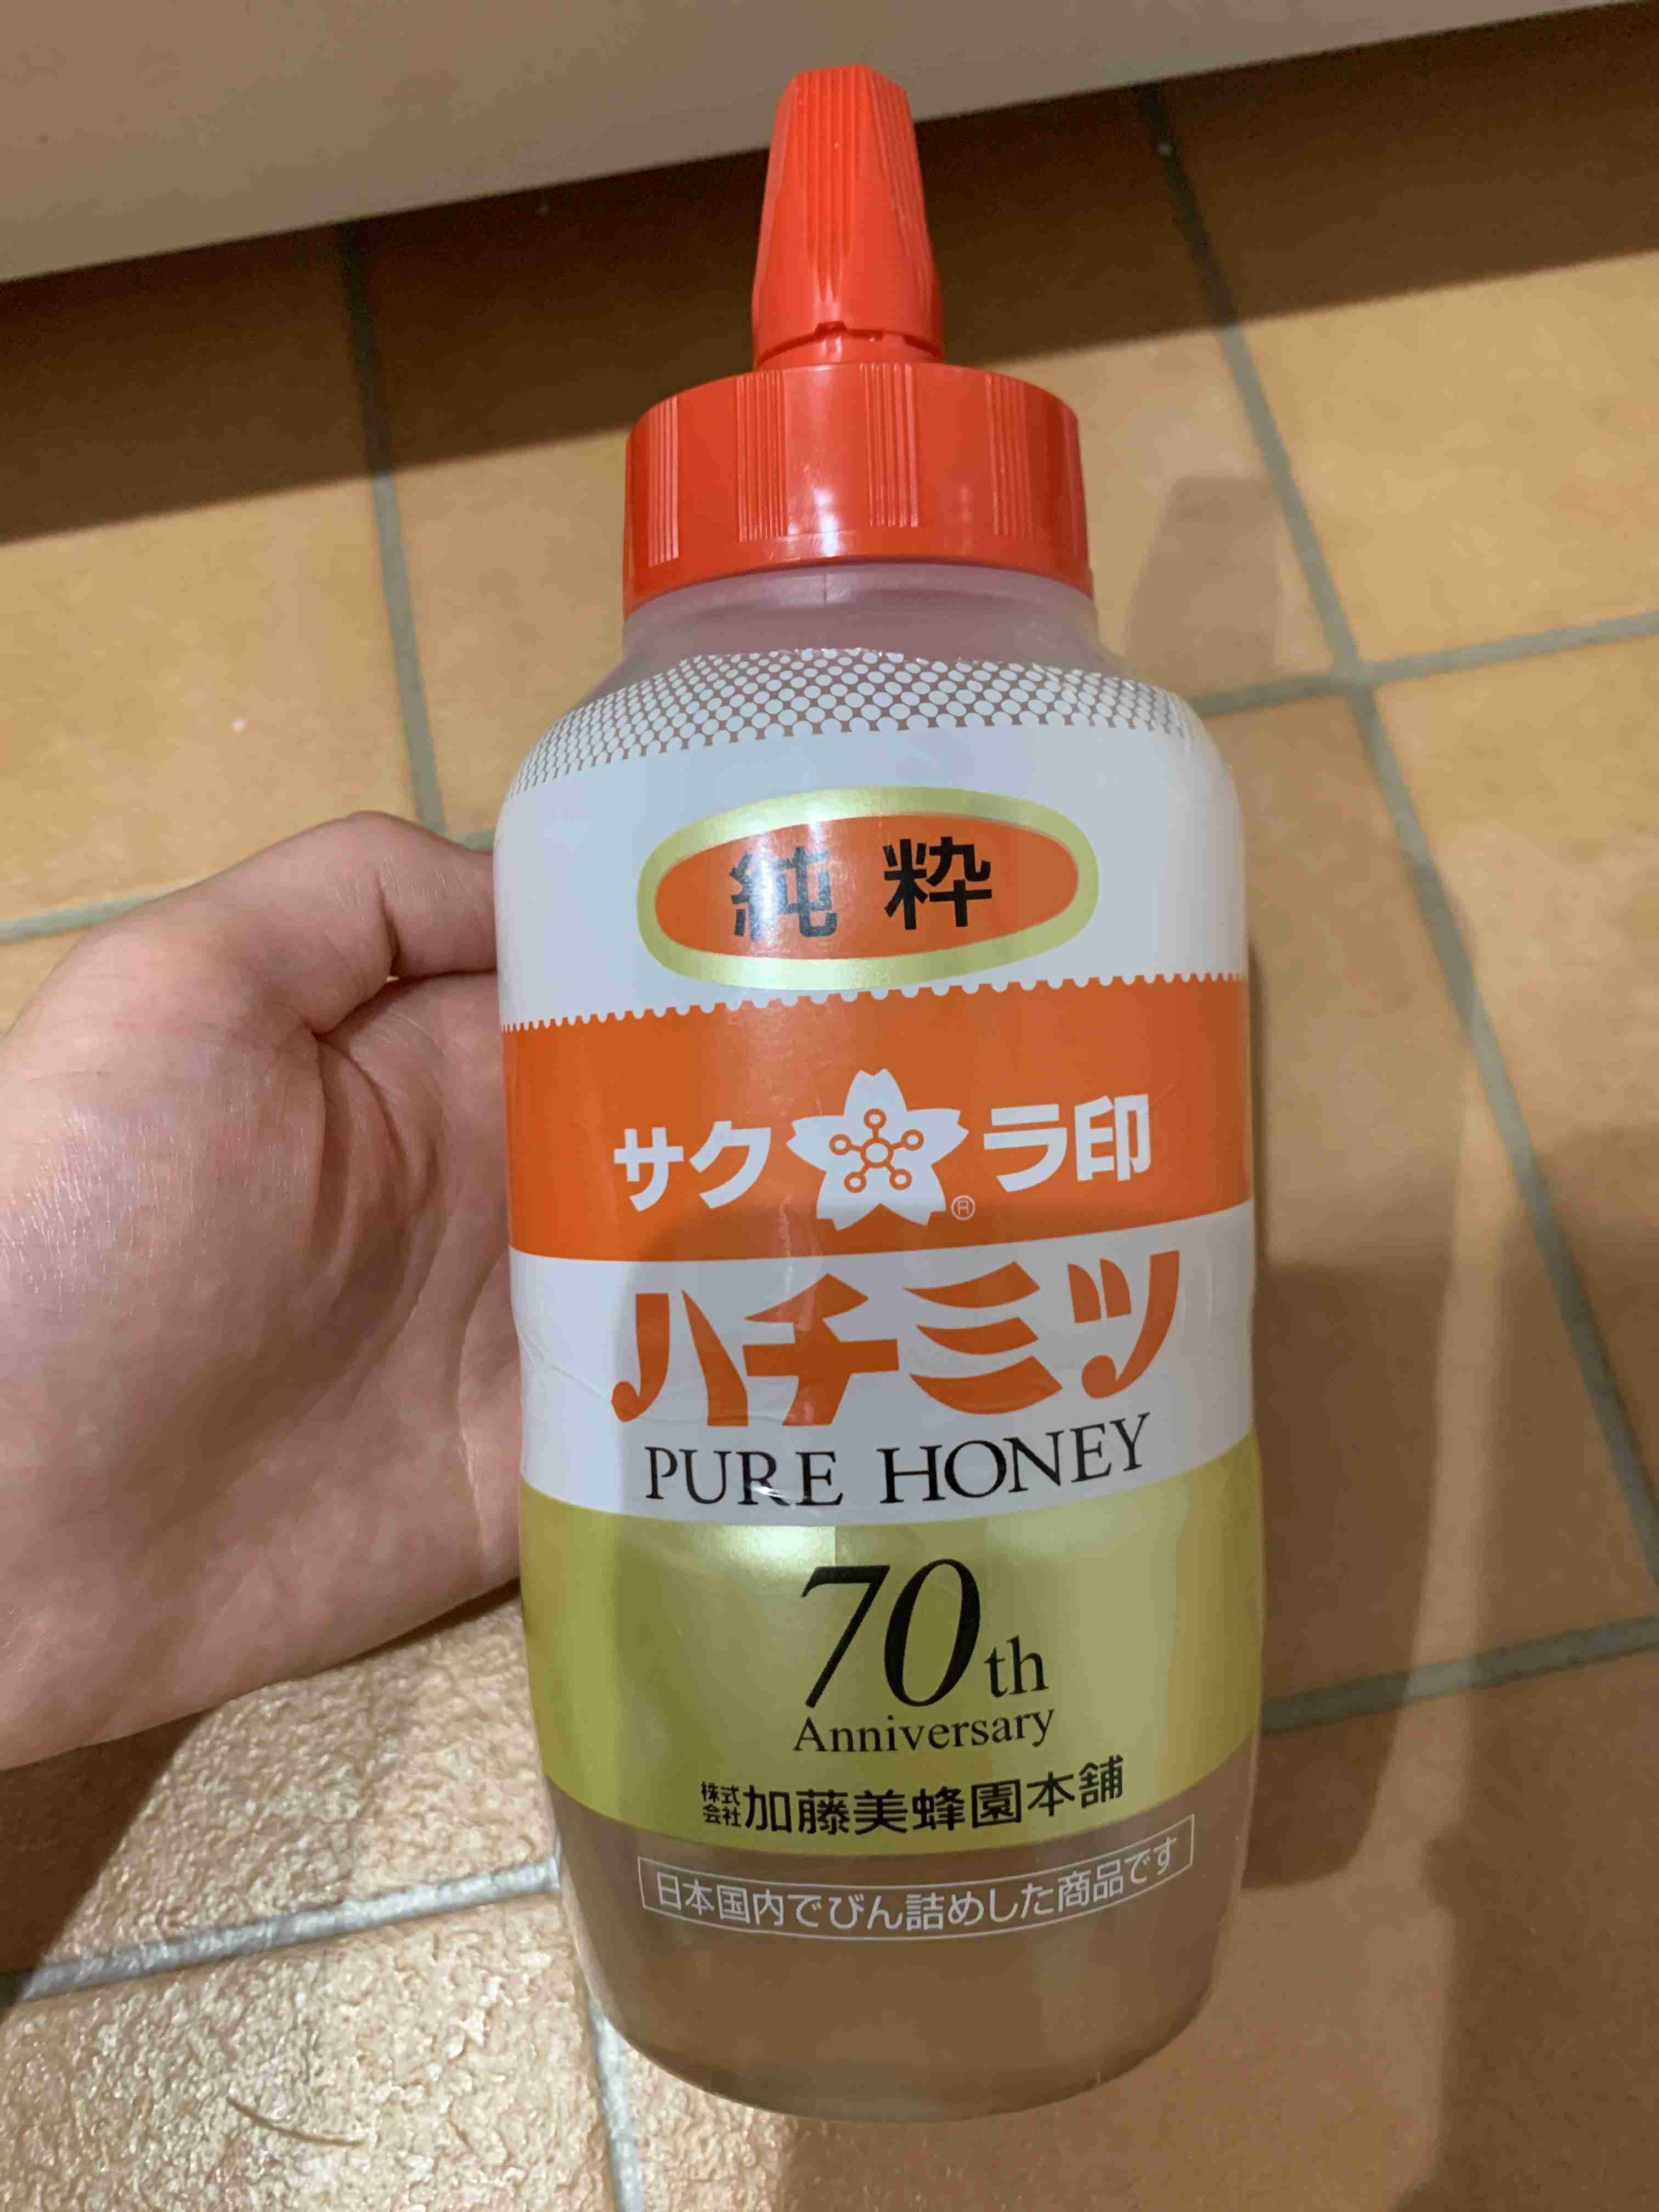 純粋
サクラ印
®
ハチミツ
PURE HONEY
70th
Anniversary
株式会社加藤美蜂園本舗
日本国内でびん詰めした商品です